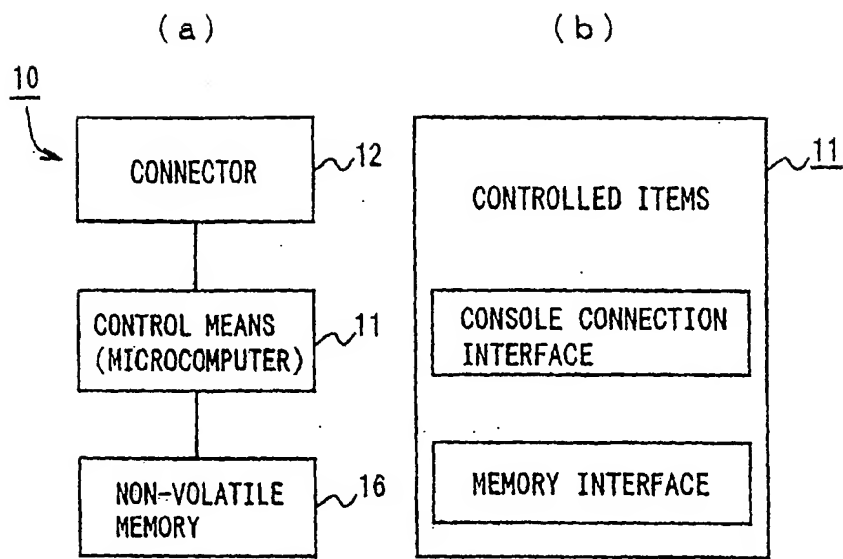 (a)
10
CONNECTOR
12
CONTROL MEANS
(MICROCOMPUTER)
11
NON-VOLATILE
MEMORY
16
(b)
11
CONTROLLED ITEMS
CONSOLE CONNECTION
INTERFACE
MEMORY INTERFACE